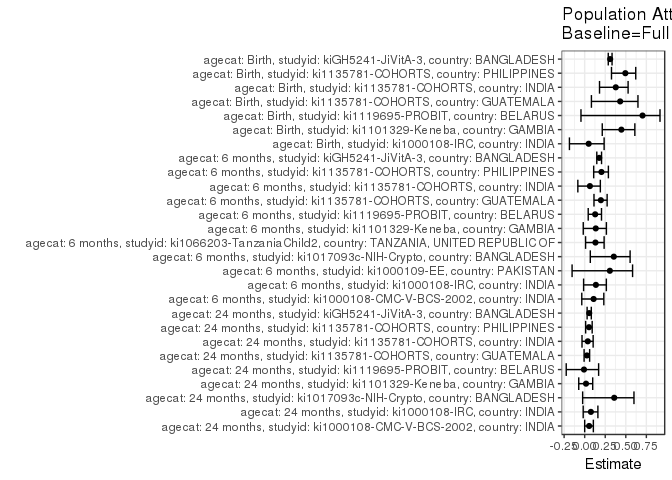 Population Att
Baseline=Full
agecat: Birth, studyid: kiGH5241-JiVitA-3, country: BANGLADESH
agecat: Birth, studyid: ki1135781-COHORTS, country: PHILIPPINES
agecat: Birth, studyid: ki1135781-COHORTS, country: INDIA
agecat: Birth, studyid: ki1135781-COHORTS, country: GUATEMALA
agecat: Birth, studyid: ki1119695-PROBIT, country: BELARUS
agecat: Birth, studyid: ki1101329-Keneba, country: GAMBIA
agecat: Birth, studyid: ki1000108-IRC, country: INDIA
agecat: 6 months, studyid: kiGH5241-JiVitA-3, country: BANGLADESH
agecat: 6 months, studyid: ki1135781-COHORTS, country: PHILIPPINES
agecat: 6 months, studyid: ki1135781-COHORTS, country: INDIA
agecat: 6 months, studyid: ki1135781-COHORTS, country: GUATEMALA
agecat: 6 months, studyid: ki1119695-PROBIT, country: BELARUS
agecat: 6 months, studyid: ki1101329-Keneba, country: GAMBIA
agecat: 6 months, studyid: ki1066203-TanzaniaChild2, country: TANZANIA, UNITED REPUBLIC OF
agecat: 6 months, studyid: ki1017093c-NIH-Crypto, country: BANGLADESH
agecat: 6 months, studyid: ki1000109-EE, country: PAKISTAN
agecat: 6 months, studyid: ki1000108-IRC, country: INDIA
agecat: 6 months, studyid: ki1000108-CMC-V-BCS-2002, country: INDIA
agecat: 24 months, studyid: kiGH5241-JiVitA-3, country: BANGLADESH
agecat: 24 months, studyid: ki1135781-COHORTS, country: PHILIPPINES
agecat: 24 months, studyid: ki1135781-COHORTS, country: INDIA
agecat: 24 months, studyid: ki1135781-COHORTS, country: GUATEMALA
agecat: 24 months, studyid: ki1119695-PROBIT, country: BELARUS
agecat: 24 months, studyid: ki1101329-Keneba, country: GAMBIA
agecat: 24 months, studyid: ki1017093c-NIH-Crypto, country: BANGLADESH
agecat: 24 months, studyid: ki1000108-IRC, country: INDIA
agecat: 24 months, studyid: ki1000108-CMC-V-BCS-2002, country: INDIA
-0.25 0.00 0.25 0.50 0.75
Estimate